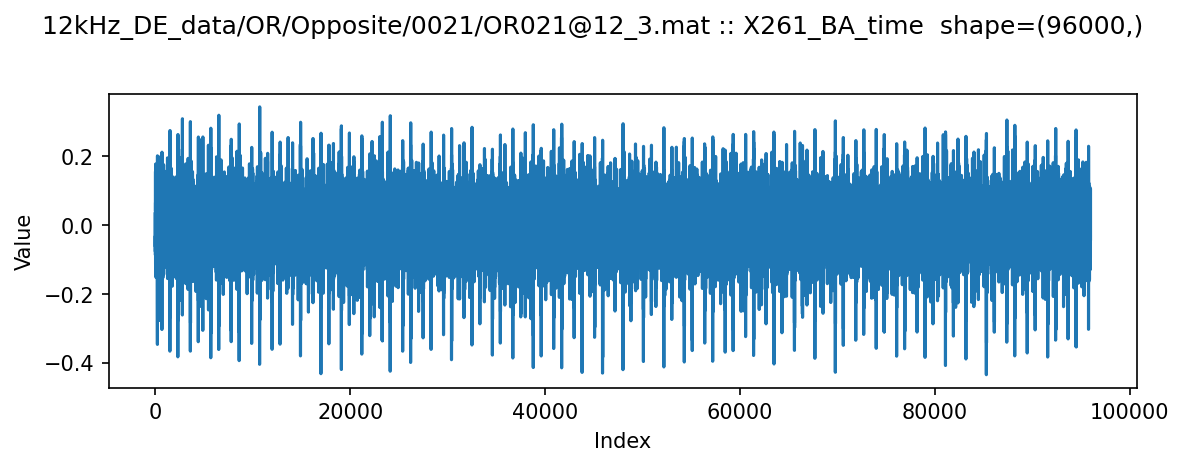 12kHz_DE_data/OR/Opposite/0021/OR021@12_3.mat :: X261_BA_time  shape=(96000,)
0.2
0.0
−0.2
−0.4
Value
0 20000 40000 60000 80000 100000
Index